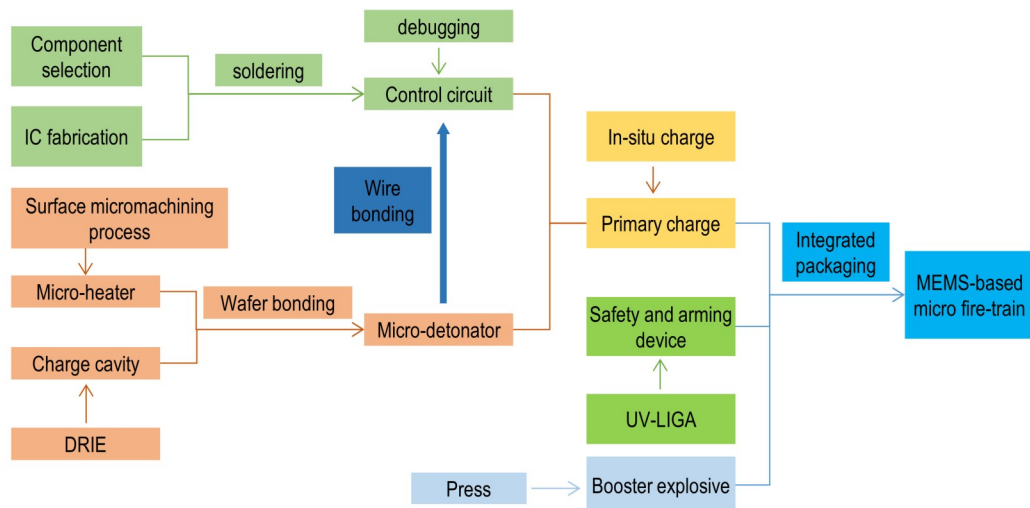 debugging
Component
selection
soldering
Control circuit
IC fabrication
In-situ charge
Wire
bonding
Surface micromachining
process
Primary charge
Integrated
packaging
Micro-heater
Wafer bonding
MEMS-based
micro fire-train
Safety and arming
device
Micro-detonator
Charge cavity
UV-LIGA
DRIE
Press
Booster explosive